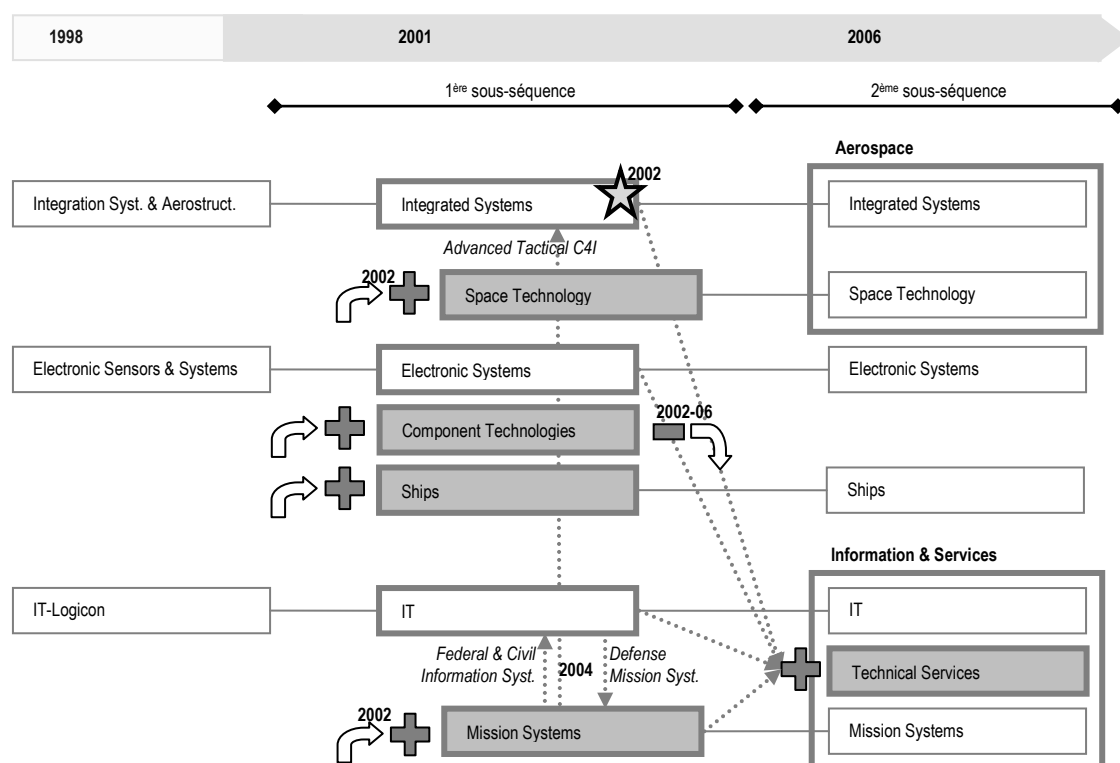 1998 2001 2006
1ère sous-séquence 2ème sous-séquence
Aerospace
2002
Integration Syst. & Aerostruct. Integrated Systems Integrated Systems
Advanced Tactical C4I
2002
Space Technology Space Technology
Electronic Sensors & Systems Electronic Systems Electronic Systems
2002-06
Component Technologies
Ships Ships
Information & Services
IT-Logicon IT IT
Federal & Civil Defense
Information Syst. 2004 Mission Syst.
Technical Services
2002
Mission Systems Mission Systems